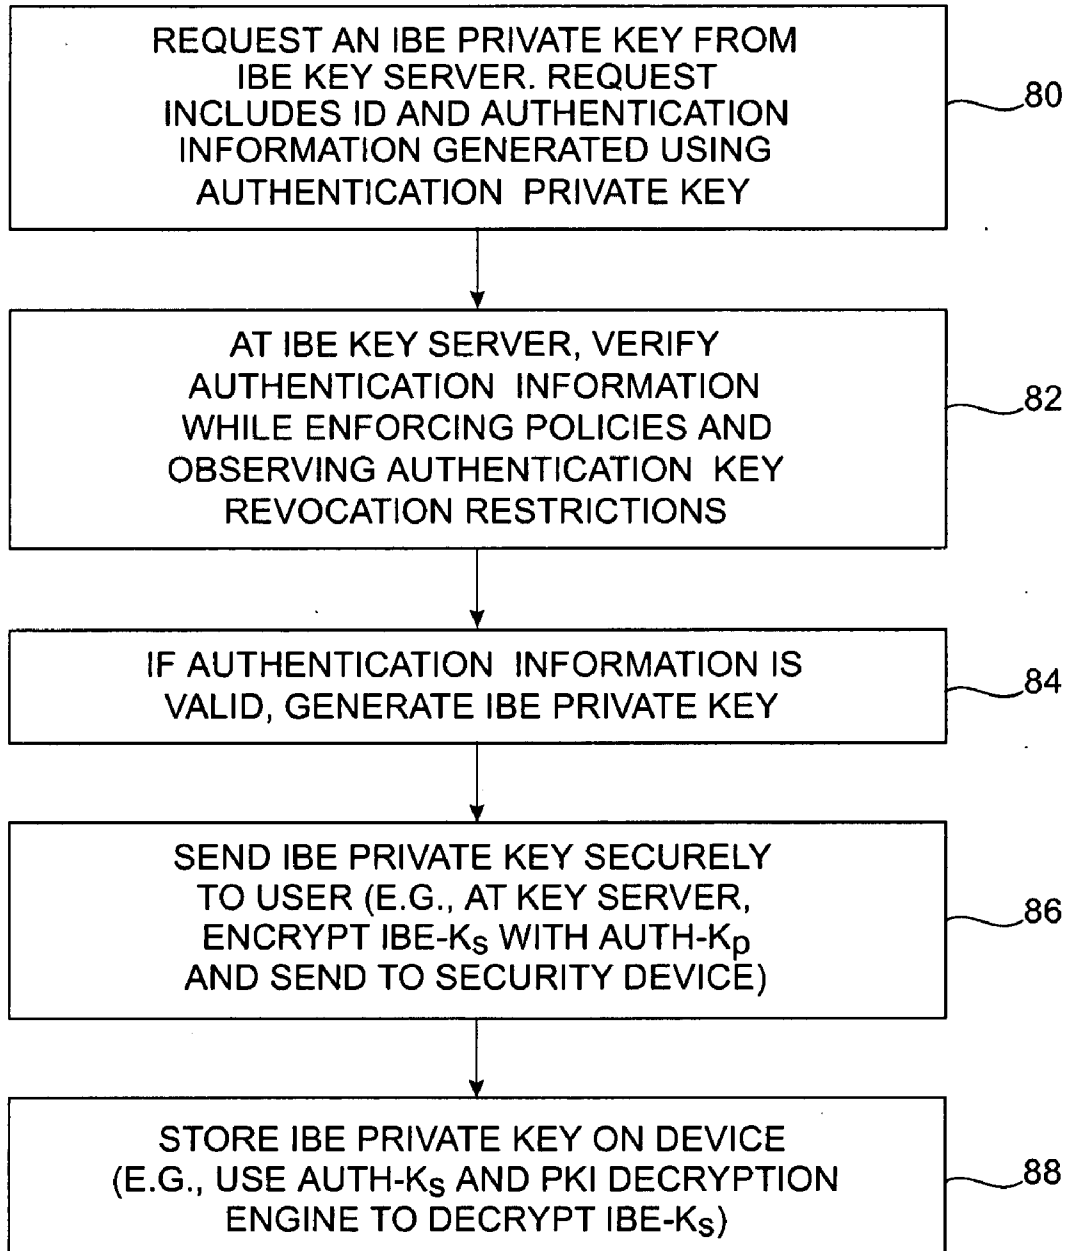 REQUEST AN IBE PRIVATE KEY FROM
IBE KEY SERVER. REQUEST
INCLUDES ID AND AUTHENTICATION
INFORMATION GENERATED USING
AUTHENTICATION PRIVATE KEY
80
AT IBE KEY SERVER, VERIFY
AUTHENTICATION INFORMATION
WHILE ENFORCING POLICIES AND
OBSERVING AUTHENTICATION KEY
REVOCATION RESTRICTIONS
82
IF AUTHENTICATION INFORMATION IS
VALID, GENERATE IBE PRIVATE KEY
84
SEND IBE PRIVATE KEY SECURELY
TO USER (E.G., AT KEY SERVER,
ENCRYPT IBE-Ks WITH AUTH-Kp
AND SEND TO SECURITY DEVICE)
86
STORE IBE PRIVATE KEY ON DEVICE
(E.G., USE AUTH-Ks AND PKI DECRYPTION
ENGINE TO DECRYPT IBE-Ks)
88